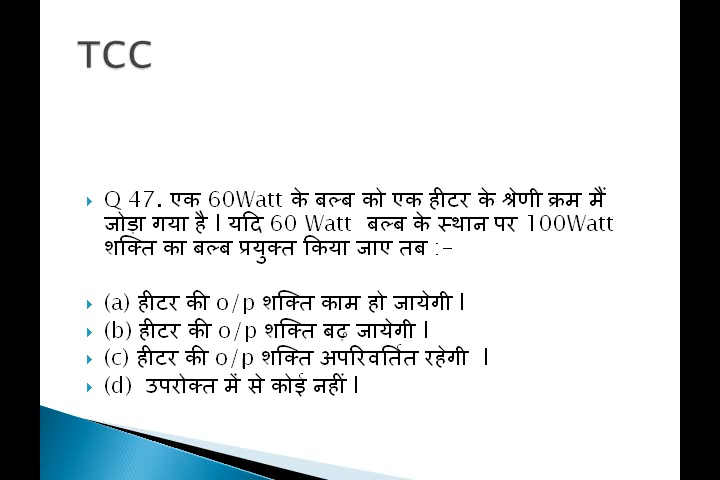 TCC
Q 47. एक 60Watt के बल्ब को एक हीटर के श्रेणी क्रम मैं
जोड़ा गया है l यदि 60 Watt बल्ब के स्थान पर 100Watt
शक्ति का बल्ब प्रयुक्त किया जाए तब :-
(a) हीटर की o/p शक्ति काम हो जायेगी l
(b) हीटर की o/p शक्ति बढ़ जायेगी l
(c) हीटर की o/p शक्ति अपरिवर्तित रहेगी l
(d) उपरोक्त में से कोई नहीं l